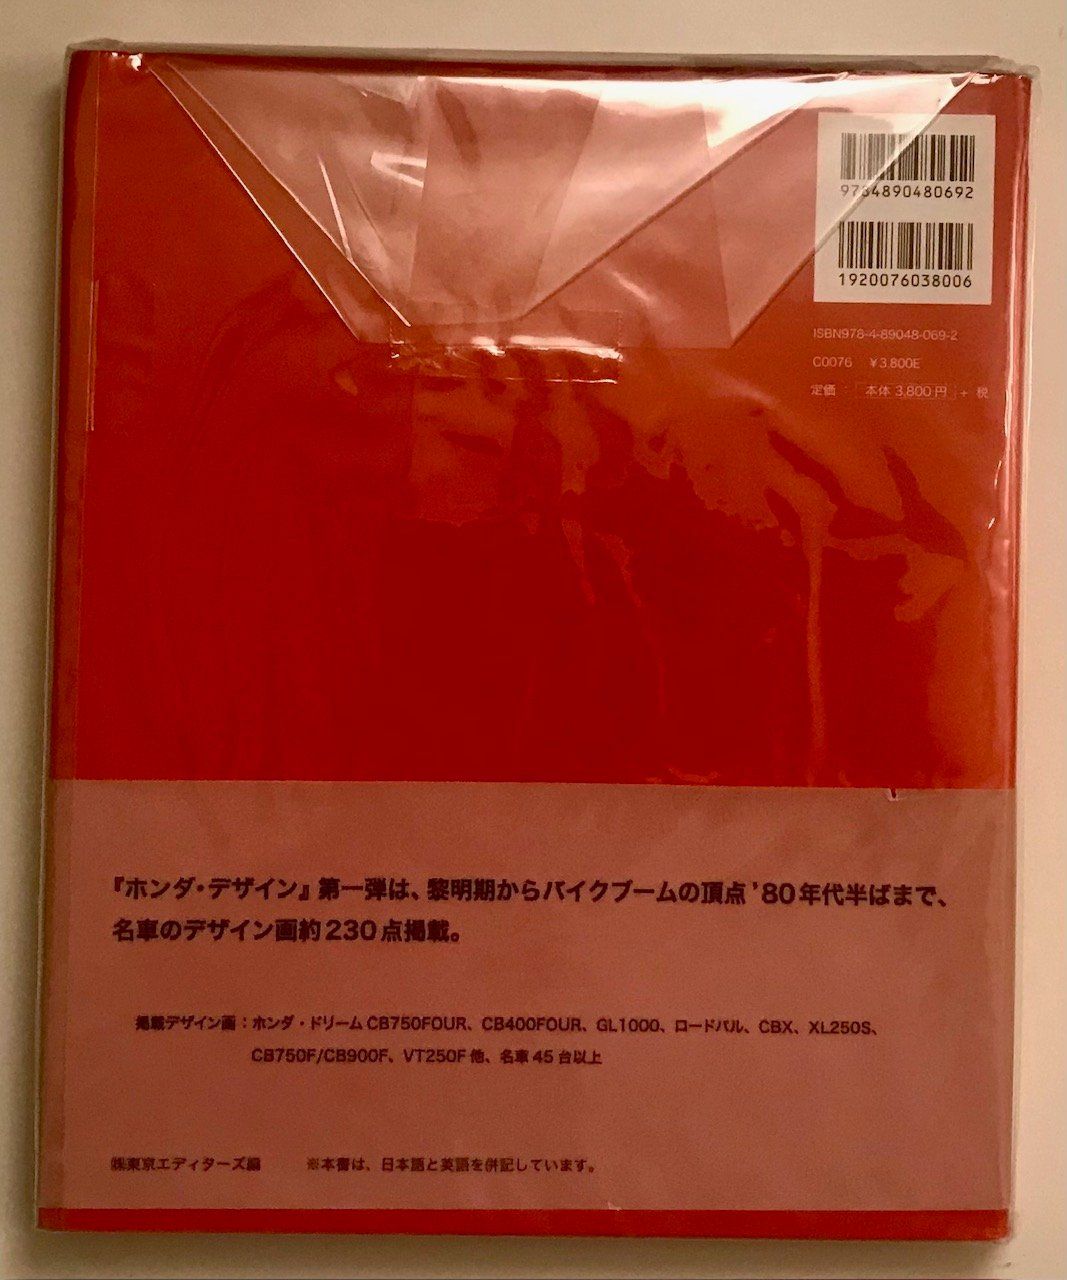 9784890480692
1920076038006
ISBN978-4-89048-069-2
C0076 ¥3.800E
定価 本体 3,800円 + 税
『ホンダ・デザイン』第一弾は、黎明期からバイクブームの頂点 '80年代半ばまで、
名車のデザイン画約230点掲載。
掲載デザイン画：ホンダ・ドリームCB750FOUR、CB400FOUR、GL1000、ロードパル、CBX、XL250S、
CB750F/CB900F、VT250F他、名車45台以上
㈱東京エディターズ編 ※本書は、日本語と英語を併記しています。